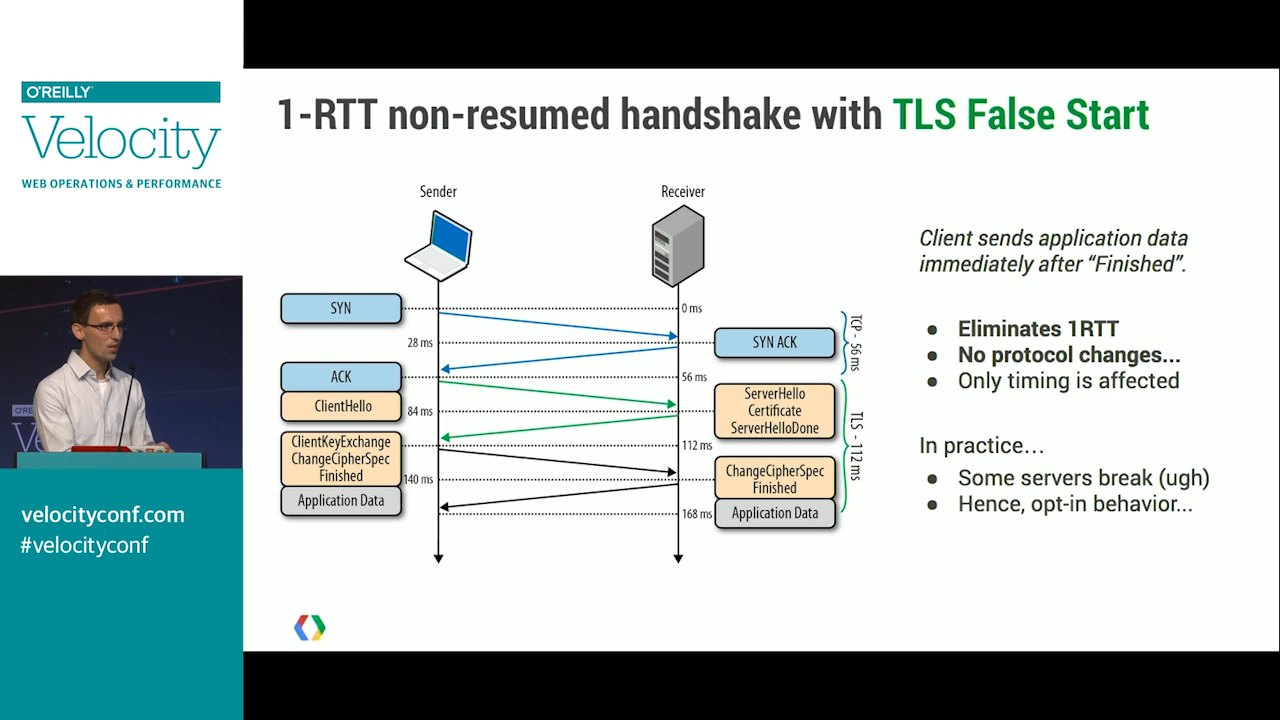 O'REILLY
Velocity
WEB OPERATIONS & PERFORMANCE
velocityconf.com
#velocityconf
1-RTT non-resumed handshake with TLS False Start
Sender
Receiver
SYN
0 ms
28 ms
SYN ACK
TCP - 56 ms
ACK
56 ms
ClientHello
84 ms
ServerHello
Certificate
ServerHelloDone
TLS - 112 ms
ClientKeyExchange
ChangeCipherSpec
Finished
112 ms
140 ms
ChangeCipherSpec
Finished
Application Data
168 ms
Application Data
Client sends application data
immediately after “Finished”.
● Eliminates 1RTT
● No protocol changes...
● Only timing is affected
In practice…
● Some servers break (ugh)
● Hence, opt-in behavior...